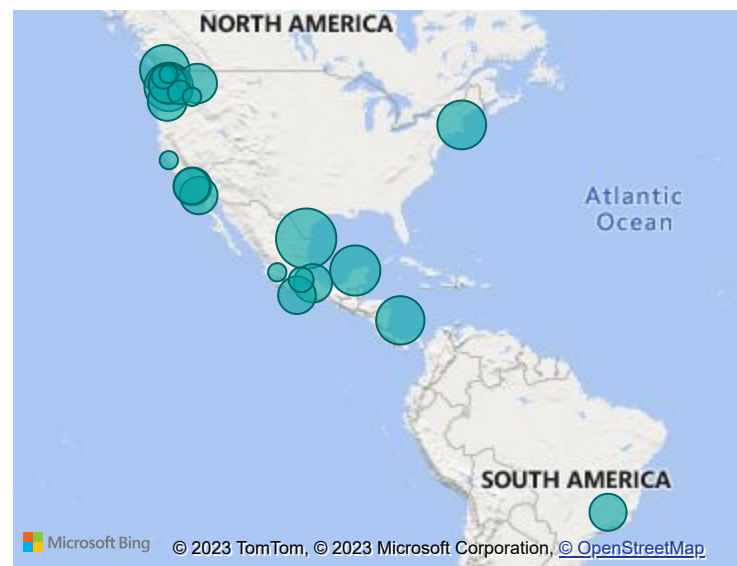 NORTH AMERICA
Atlantic
Ocean
SOUTH AMERICA
Microsoft Bing
© 2023 TomTom, © 2023 Microsoft Corporation, © OpenStreetMap